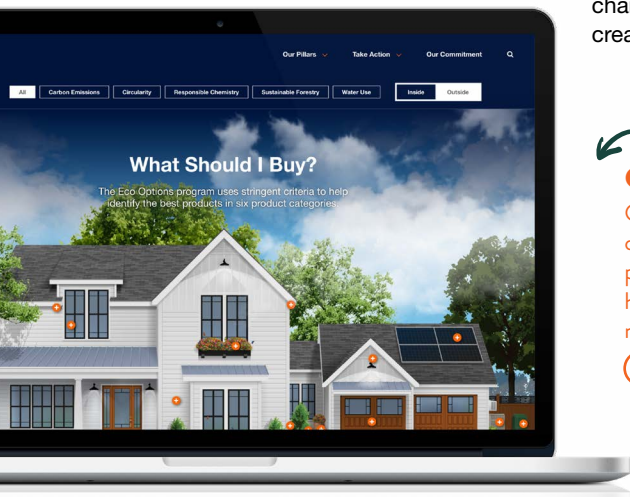 Our Pillars Take Action Our Commitment
All Carbon Emissions Circularity Responsible Chemistry Sustainable Forestry Water Use Inside Outside
What Should I Buy?
The Eco Options program uses stringent criteria to help
identify the best products in six product categories.